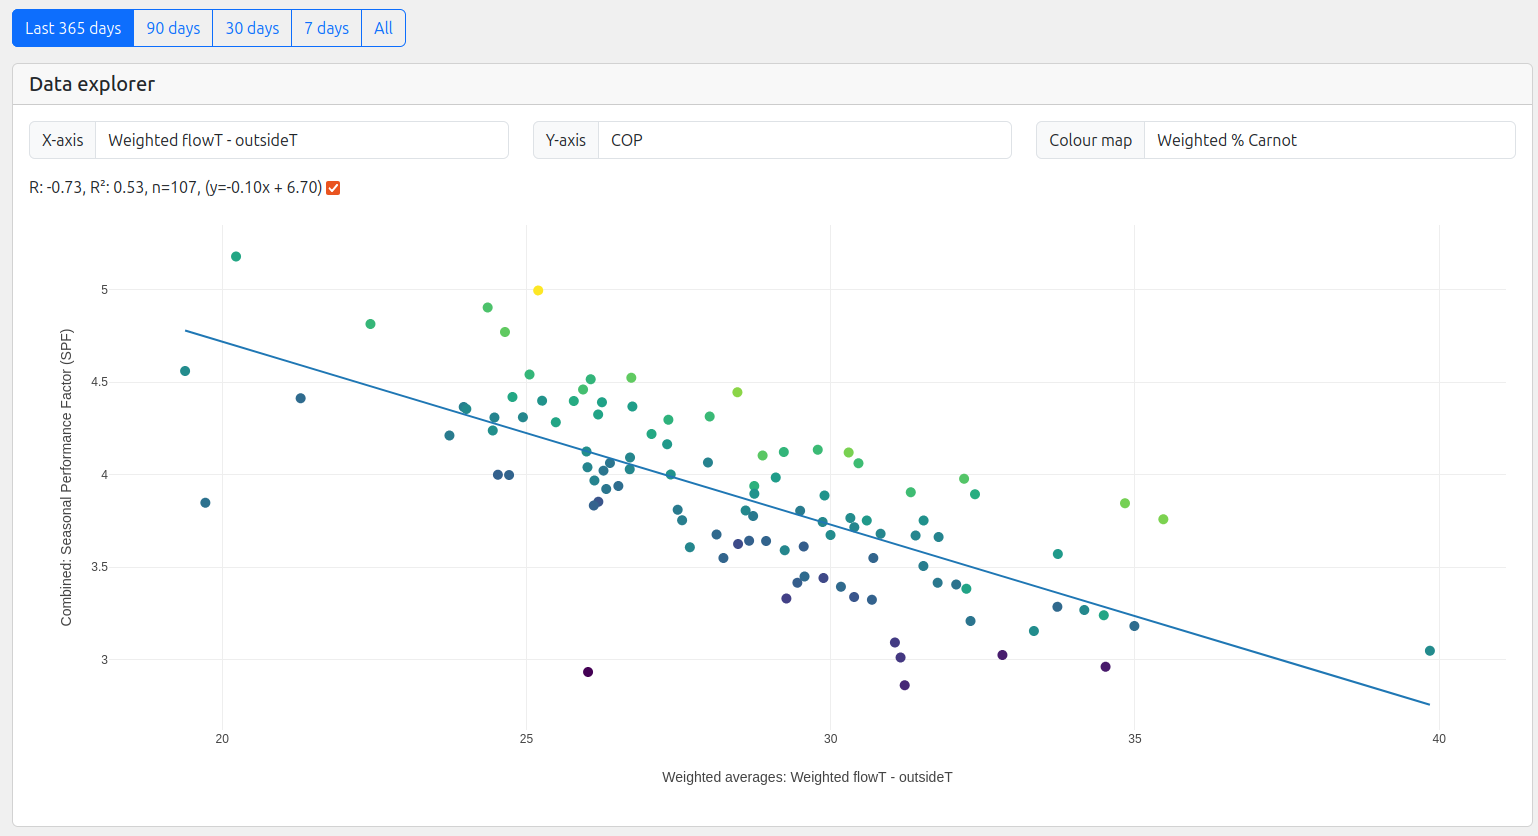 Last 365 days 90 days 30 days 7 days All
Data explorer
X-axis Weighted flowT - outsideT Y-axis COP Colour map Weighted % Carnot
R: -0.73, R²: 0.53, n=107, (y=-0.10x + 6.70)
Combined: Seasonal Performance Factor (SPF)
5
4.5
4
3.5
3
20 25 30 35 40
Weighted averages: Weighted flowT - outsideT